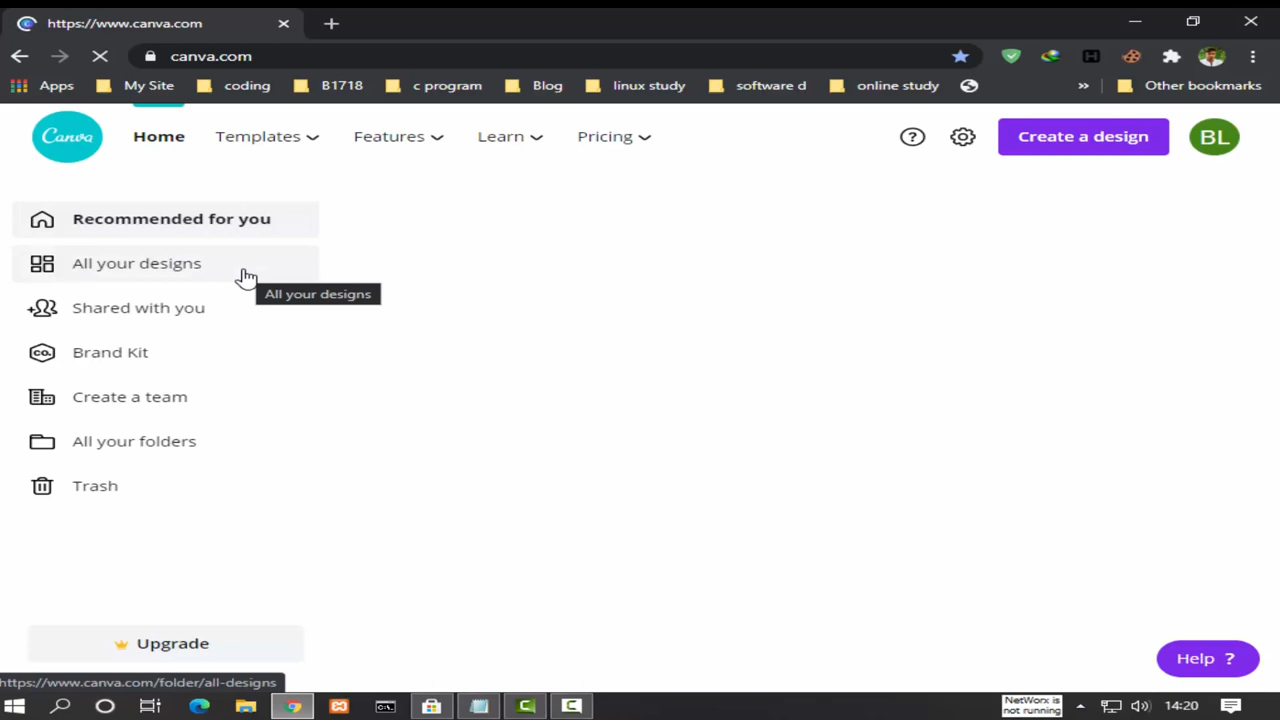 https://www.canva.com
canva.com
Apps My Site coding B1718 c program Blog linux study software d online study » Other bookmarks
Canva Home Templates Features Learn Pricing ? Create a design BL
Recommended for you
All your designs
All your designs
Shared with you
CO. Brand Kit
Create a team
All your folders
Trash
Upgrade
Help ?
https://www.canva.com/folder/all-designs
NetWorx is
not running
14:20